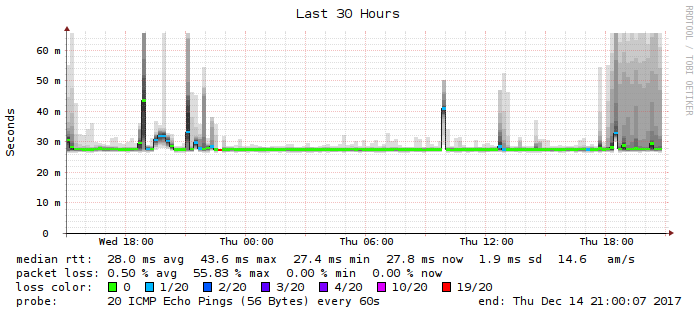 Last 30 Hours
RRDTOOL / TOBI OETIKER
Seconds
60 m
50 m
40 m
30 m
20 m
10 m
0
Wed 18:00 Thu 00:00 Thu 06:00 Thu 12:00 Thu 18:00
median rtt: 28.0 ms avg 43.6 ms max 27.4 ms min 27.8 ms now 1.9 ms sd 14.6 am/s
packet loss: 0.50 % avg 55.83 % max 0.00 % min 0.00 % now
loss color: 0 1/20 2/20 3/20 4/20 10/20 19/20
probe: 20 ICMP Echo Pings (56 Bytes) every 60s end: Thu Dec 14 21:00:07 2017